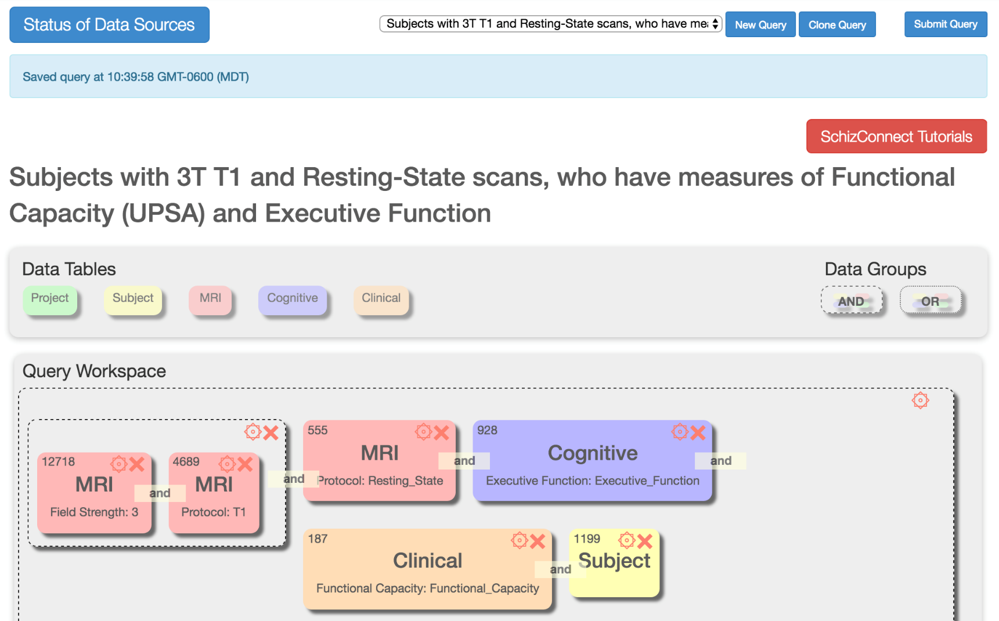 Status of Data Sources
Subjects with 3T T1 and Resting-State scans, who have mea
New Query
Clone Query
Submit Query
Saved query at 10:39:58 GMT-0600 (MDT)
SchizConnect Tutorials
Subjects with 3T T1 and Resting-State scans, who have measures of Functional
Capacity (UPSA) and Executive Function
Data Tables
Data Groups
Project
Subject
MRI
Cognitive
Clinical
AND
OR
Query Workspace
12718
MRI
Field Strength: 3
and
4689
MRI
Protocol: T1
and
555
MRI
Protocol: Resting_State
and
928
Cognitive
Executive Function: Executive_Function
and
187
Clinical
Functional Capacity: Functional_Capacity
and
1199
Subject